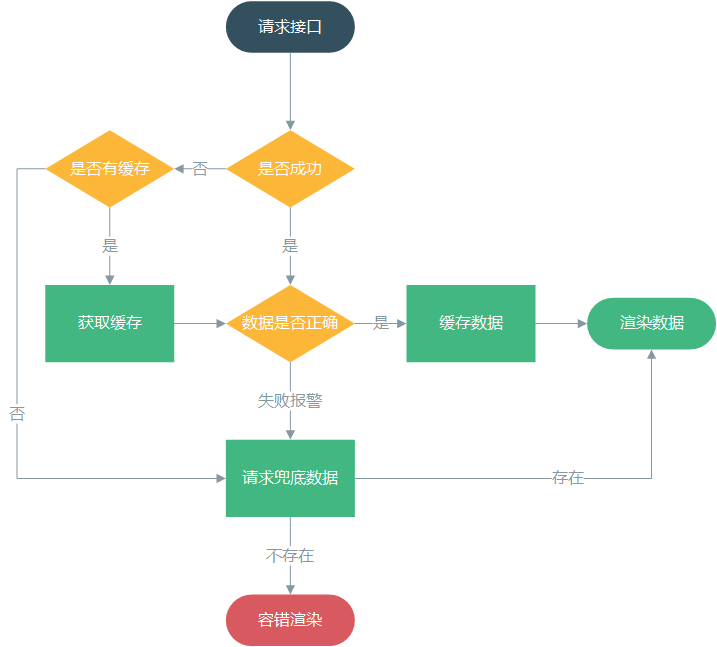 请求接口
是否有缓存
否
是否成功
是
是
获取缓存
数据是否正确
是
缓存数据
渲染数据
失败报警
否
请求兜底数据
存在
不存在
容错渲染